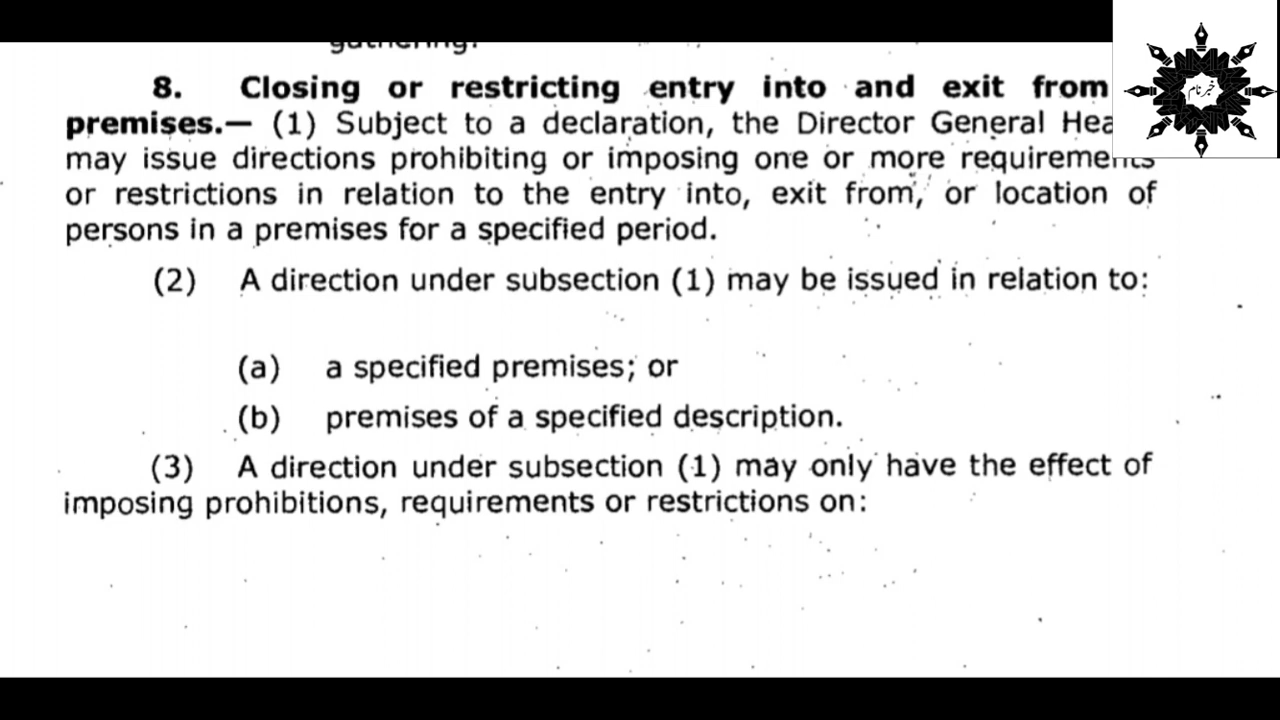 gathering.
8. Closing or restricting entry into and exit from
premises.— (1) Subject to a declaration, the Director General Hea
may issue directions prohibiting or imposing one or more requirements
or restrictions in relation to the entry into, exit from, or location of
persons in a premises for a specified period.
(2) A direction under subsection (1) may be issued in relation to:
(a) a specified premises; or
(b) premises of a specified description.
(3) A direction under subsection (1) may only have the effect of
imposing prohibitions, requirements or restrictions on:
خبرنام